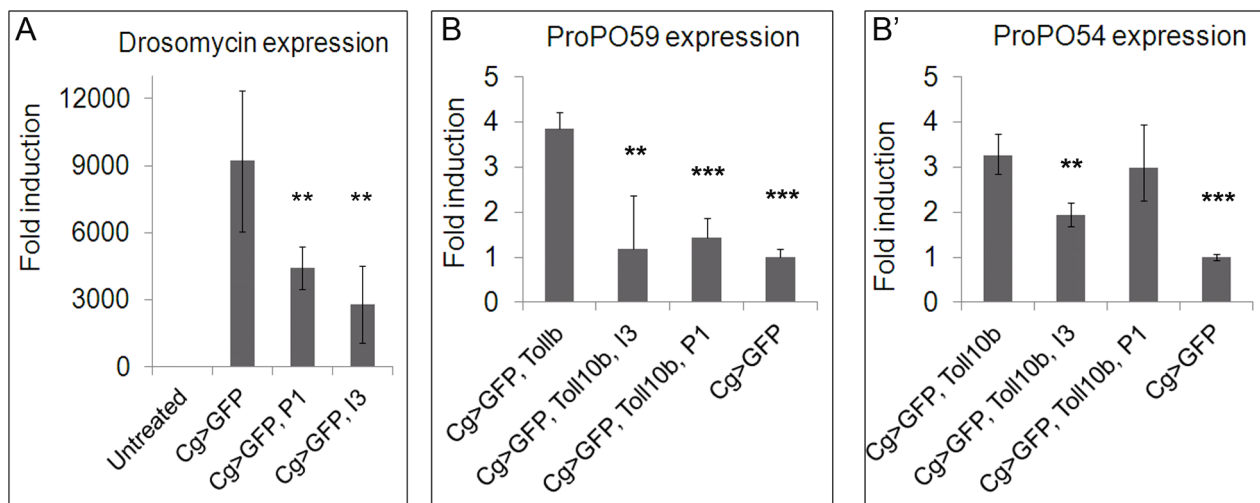 A
Drosomycin expression
Fold induction
12000
9000
6000
3000
0
**
**
Untreated
Cg>GFP
Cg>GFP, P1
Cg>GFP, I3
B
ProPO59 expression
Fold induction
5
4
3
2
1
0
**
***
***
Cg>GFP, Tollb
Cg>GFP, Toll10b, I3
Cg>GFP, Toll10b, P1
Cg>GFP
B'
ProPO54 expression
Fold induction
5
4
3
2
1
0
**
***
Cg>GFP, Toll10b
Cg>GFP, Toll10b, I3
Cg>GFP, Toll10b, P1
Cg>GFP